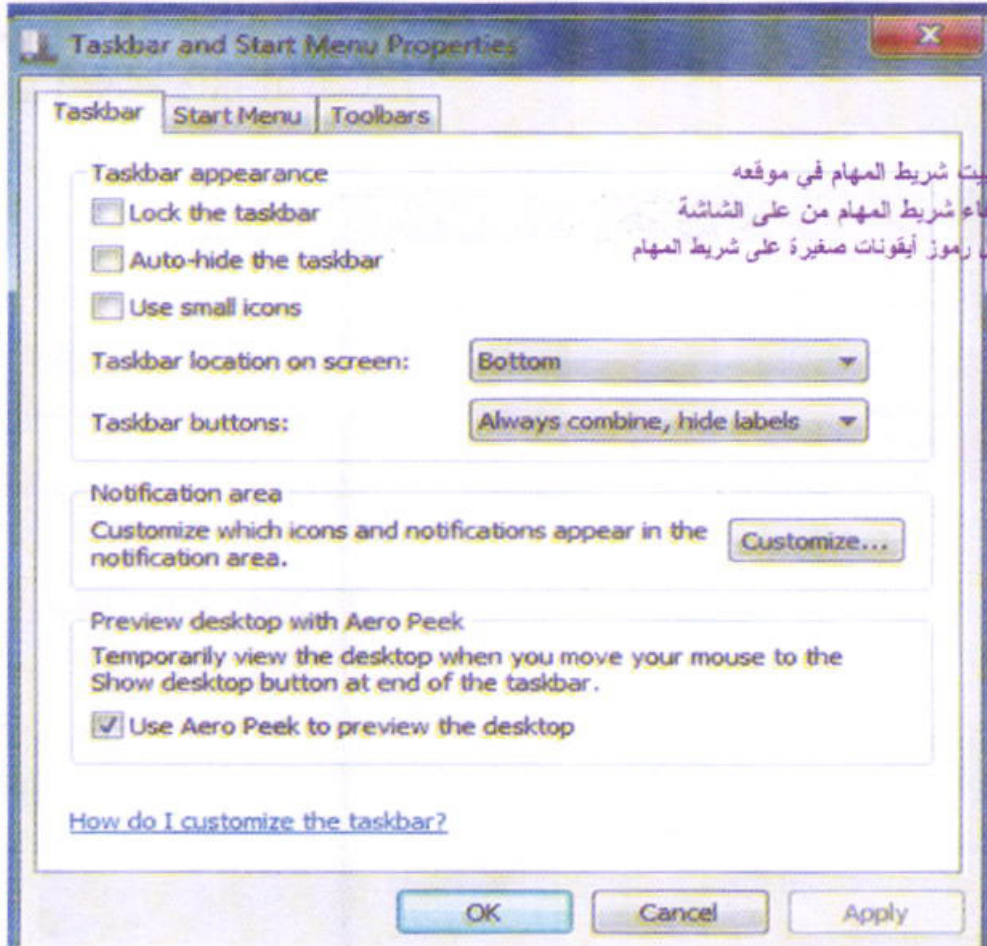 Taskbar and Start Menu Properties
Taskbar
Start Menu
Toolbars
Taskbar appearance
شريط المهام في موقعه
Lock the taskbar
شريط المهام من على الشاشة
Auto-hide the taskbar
رموز أيقونات صغيرة على شريط المهام
Use small icons
Taskbar location on screen:
Bottom
Taskbar buttons:
Always combine, hide labels
Notification area
Customize which icons and notifications appear in the
notification area.
Customize...
Preview desktop with Aero Peek
Temporarily view the desktop when you move your mouse to the
Show desktop button at end of the taskbar.
Use Aero Peek to preview the desktop
How do I customize the taskbar?
OK
Cancel
Apply